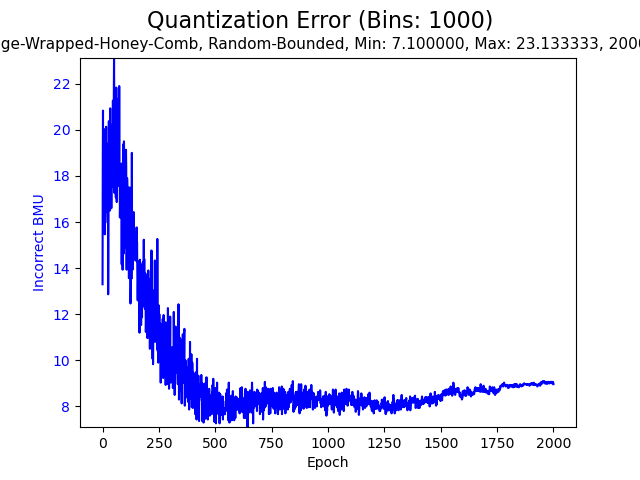 Quantization Error (Bins: 1000)
ge-Wrapped-Honey-Comb, Random-Bounded, Min: 7.100000, Max: 23.133333, 200
22
20
18
16
14
12
10
8
Incorrect BMU
0 250 500 750 1000 1250 1500 1750 2000
Epoch